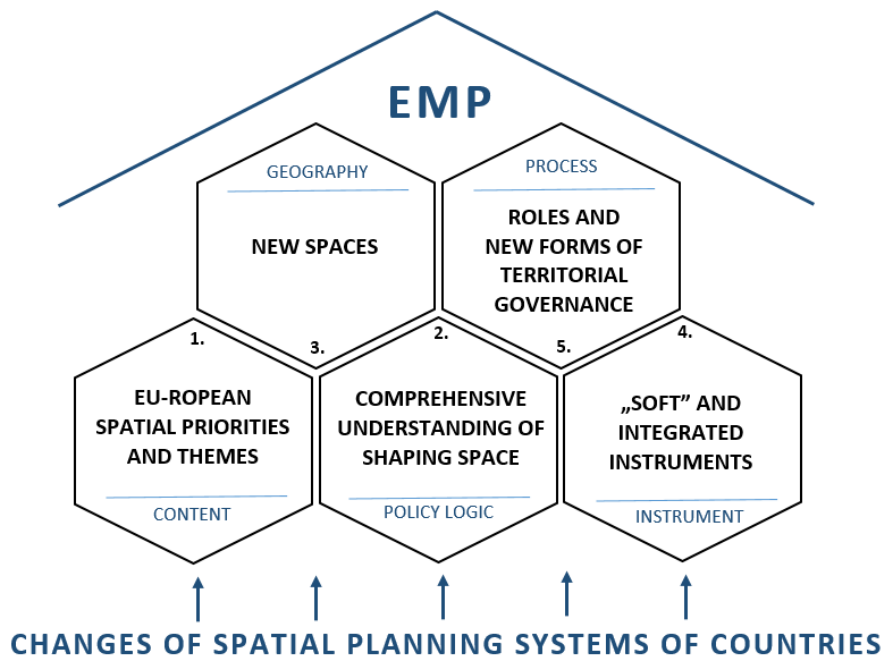 EMP
GEOGRAPHY
NEW SPACES
3.
PROCESS
ROLES AND
NEW FORMS OF
TERRITORIAL
GOVERNANCE
5.
1.
EU-ROPEAN
SPATIAL PRIORITIES
AND THEMES
CONTENT
2.
COMPREHENSIVE
UNDERSTANDING OF
SHAPING SPACE
POLICY LOGIC
4.
„SOFT” AND
INTEGRATED
INSTRUMENTS
INSTRUMENT
CHANGES OF SPATIAL PLANNING SYSTEMS OF COUNTRIES